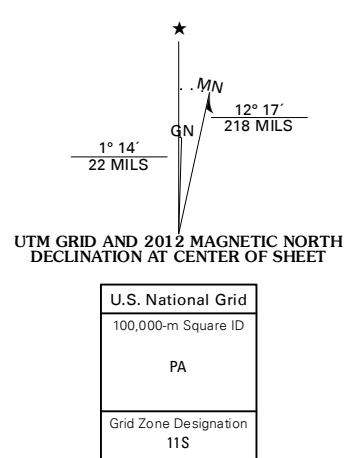 ★
MN
GN
12° 17´
218 MILS
1° 14´
22 MILS
UTM GRID AND 2012 MAGNETIC NORTH
DECLINATION AT CENTER OF SHEET
U.S. National Grid
100,000-m Square ID
PA
Grid Zone Designation
11S